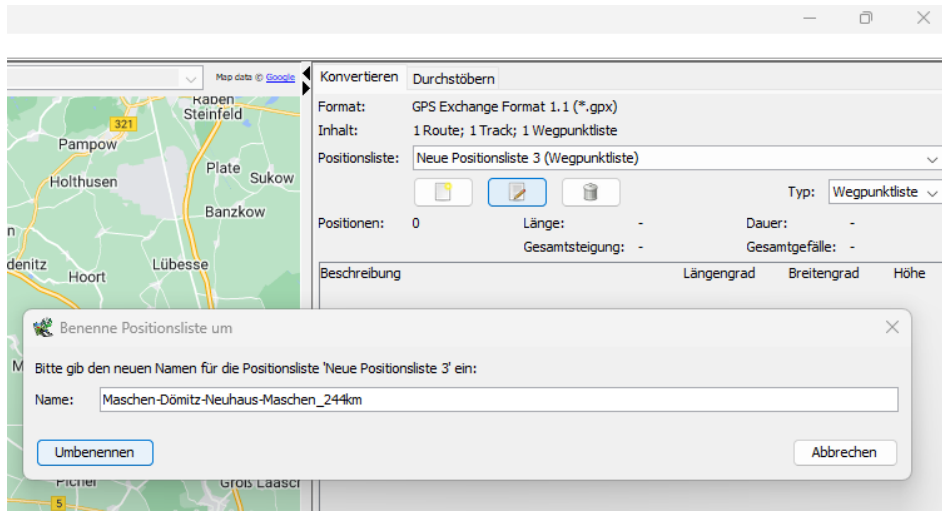 Map data © Google
Konvertieren
Durchstöbern
Raben
Steinfeld
321
Pampow
Plate
Sukow
Holthusen
Banzkow
n
denitz
Hoort
Lübesse
Format: GPS Exchange Format 1.1 (*.gpx)
Inhalt: 1 Route; 1 Track; 1 Wegpunktliste
Positionsliste: Neue Positionsliste 3 (Wegpunktliste)
Typ: Wegpunktliste
Positionen: 0 Länge: - Dauer: -
Gesamtsteigung: - Gesamtgefälle: -
Beschreibung Längengrad Breitengrad Höhe
Benenne Positionsliste um
M
Bitte gib den neuen Namen für die Positionsliste 'Neue Positionsliste 3' ein:
Name: Maschen-Dömitz-Neuhaus-Maschen_244km
Umbenennen Abbrechen
Picher
Groß Laasch
5